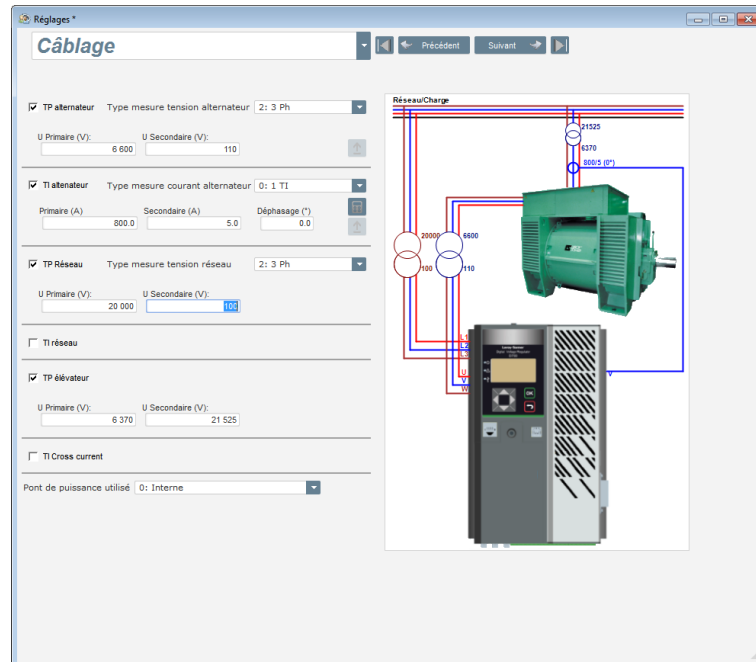 Réglages *
Câblage
Précédent
Suivant
TP alternateur
Type mesure tension alternateur
2: 3 Ph
U Primaire (V):
U Secondaire (V):
6 600
110
TI altenateur
Type mesure courant alternateur
0: 1 TI
Primaire (A)
Secondaire (A)
Déphasage (°)
800.0
5.0
0.0
TP Réseau
Type mesure tension réseau
2: 3 Ph
U Primaire (V):
U Secondaire (V):
20 000
100
TI réseau
TP élévateur
U Primaire (V):
U Secondaire (V):
6 370
21 525
TI Cross current
Pont de puissance utilisé
0: Interne
Réseau/Charge
21525
6370
800/5 (0°)
20000
100
6600
110
L1
L2
L3
U
V
W
V
OK